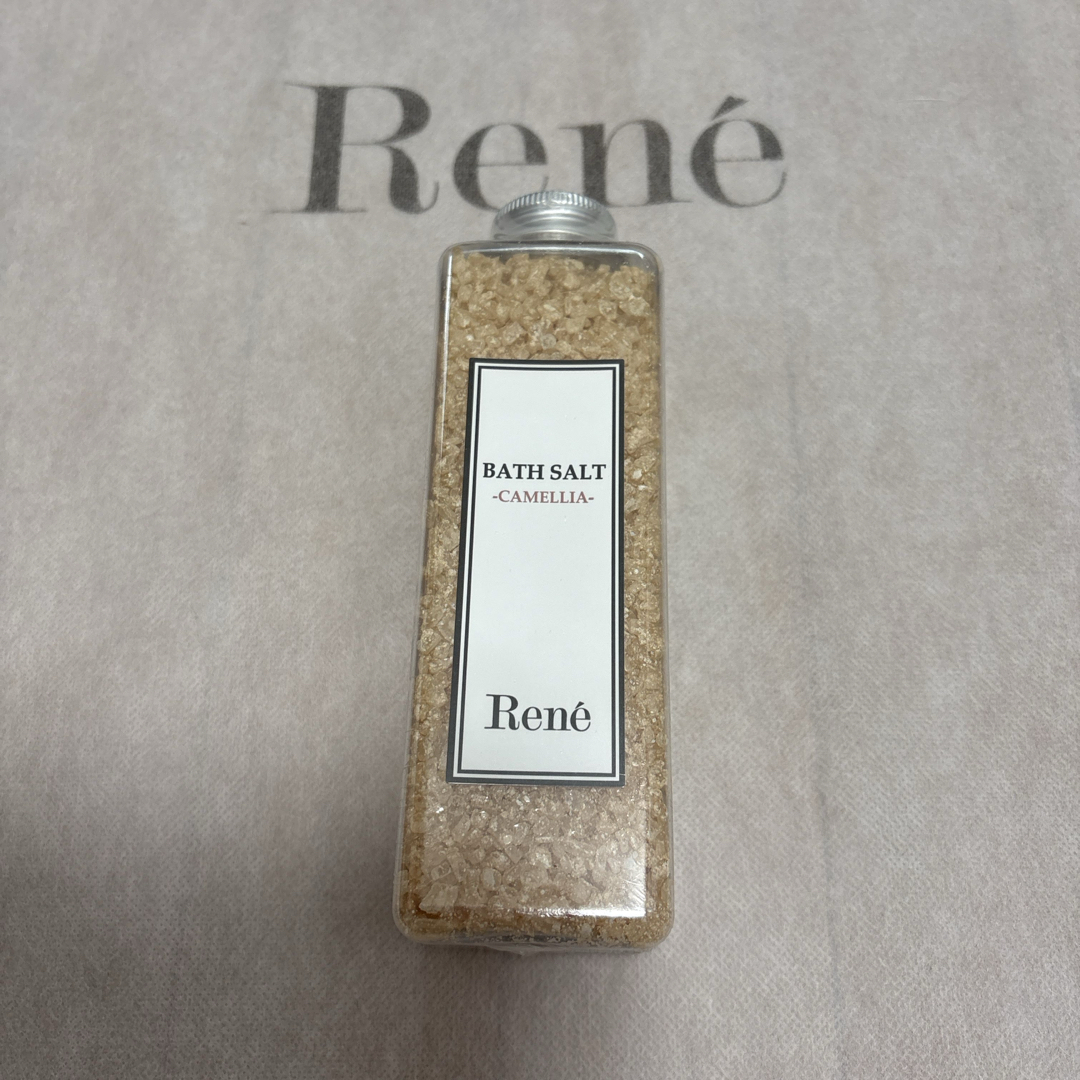 René
BATH SALT
-CAMELLIA-
René